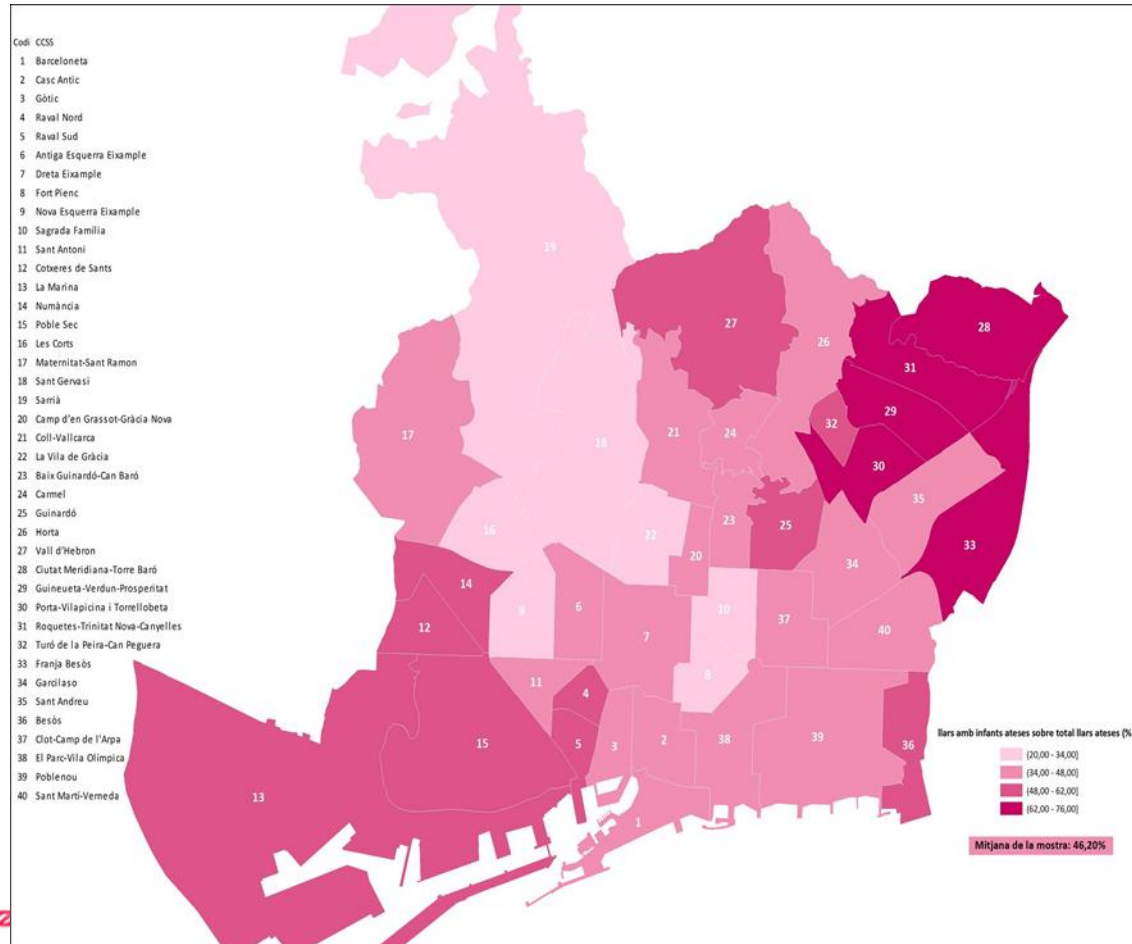 Codi CCSS
1 Barceloneta
2 Casc Antic
3 Gòtic
4 Raval Nord
5 Raval Sud
6 Antiga Esquerra Eixample
7 Dreta Eixample
8 Fort Pienc
9 Nova Esquerra Eixample
10 Sagrada Família
11 Sant Antoni
12 Cotxeres de Sants
13 La Marina
14 Numància
15 Poble Sec
16 Les Corts
17 Maternitat-Sant Ramon
18 Sant Gervasi
19 Sarrià
20 Camp d'en Grassot-Gràcia Nova
21 Coll-Vallcarca
22 La Vila de Gràcia
23 Baix Guinardó-Can Baró
24 Carmel
25 Guinardó
26 Horta
27 Vall d'Hebron
28 Ciutat Meridiana-Torre Baró
29 Guineueta-Verdun-Prosperitat
30 Porta-Vilapicina i Torrellobeta
31 Roquetes-Trinitat Nova-Canyelles
32 Turó de la Peira-Can Peguera
33 Franja Besòs
34 Garcilaso
35 Sant Andreu
36 Besòs
37 Clot-Camp de l'Arpa
38 El Parc-Vila Olímpica
39 Poblenou
40 Sant Martí-Verneda
19
27
28
26
31
29
32
17
21
24
18
30
35
16
22
23
25
20
33
34
14
9
6
10
37
12
7
40
8
11
4
15
5
3
2
38
39
36
13
1
llars amb infants ateses sobre total llars ateses (%
(20,00 - 34,00]
(34,00 - 48,00]
(48,00 - 62,00]
(62,00 - 76,00]
Mitjana de la mostra: 46,20%